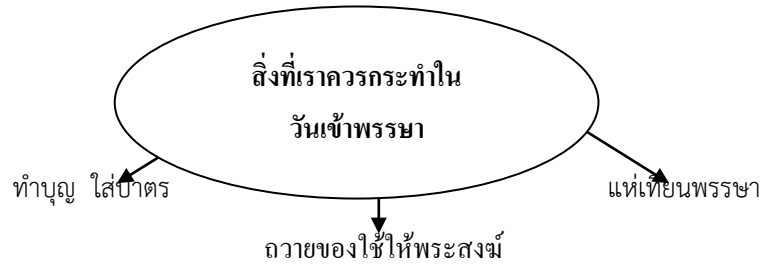 สิ่งที่เราควรกระทำใน
วันเข้าพรรษา
ทำบุญ ใส่บาตร
แห่เทียนพรรษา
ถวายของใช้ให้พระสงฆ์